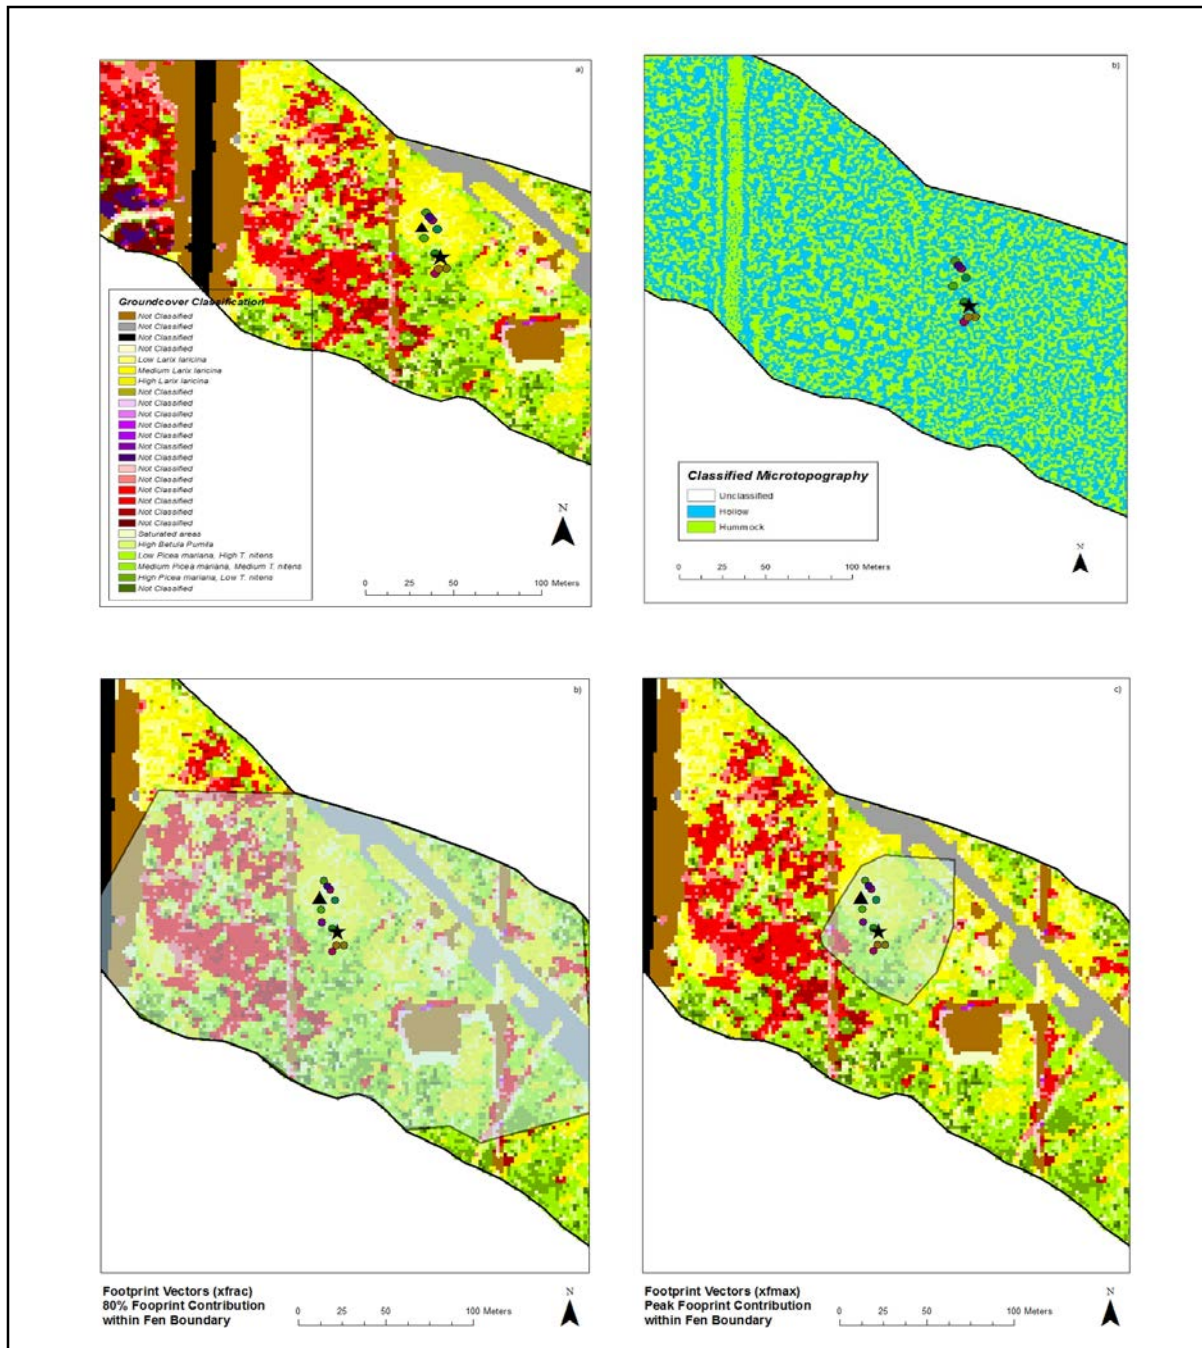 a)
Groundcover Classification
Not Classified
Not Classified
Not Classified
Not Classified
Low Larix laricina
Medium Larix laricina
High Larix laricina
Not Classified
Not Classified
Not Classified
Not Classified
Not Classified
Not Classified
Not Classified
Not Classified
Not Classified
Not Classified
Not Classified
Not Classified
Not Classified
Saturated areas
High Betula Pumila
Low Picea mariana, High T. nitens
Medium Picea mariana, Medium T. nitens
High Picea mariana, Low T. nitens
Not Classified
N
0 25 50 100 Meters
b)
Classified Microtopography
Unclassified
Hollow
Hummock
N
0 25 50 100 Meters
b)
Footprint Vectors (xfrac)
80% Fooprint Contribution
within Fen Boundary
0 25 50 100 Meters
N
c)
Footprint Vectors (xfmax)
Peak Fooprint Contribution
within Fen Boundary
0 25 50 100 Meters
N